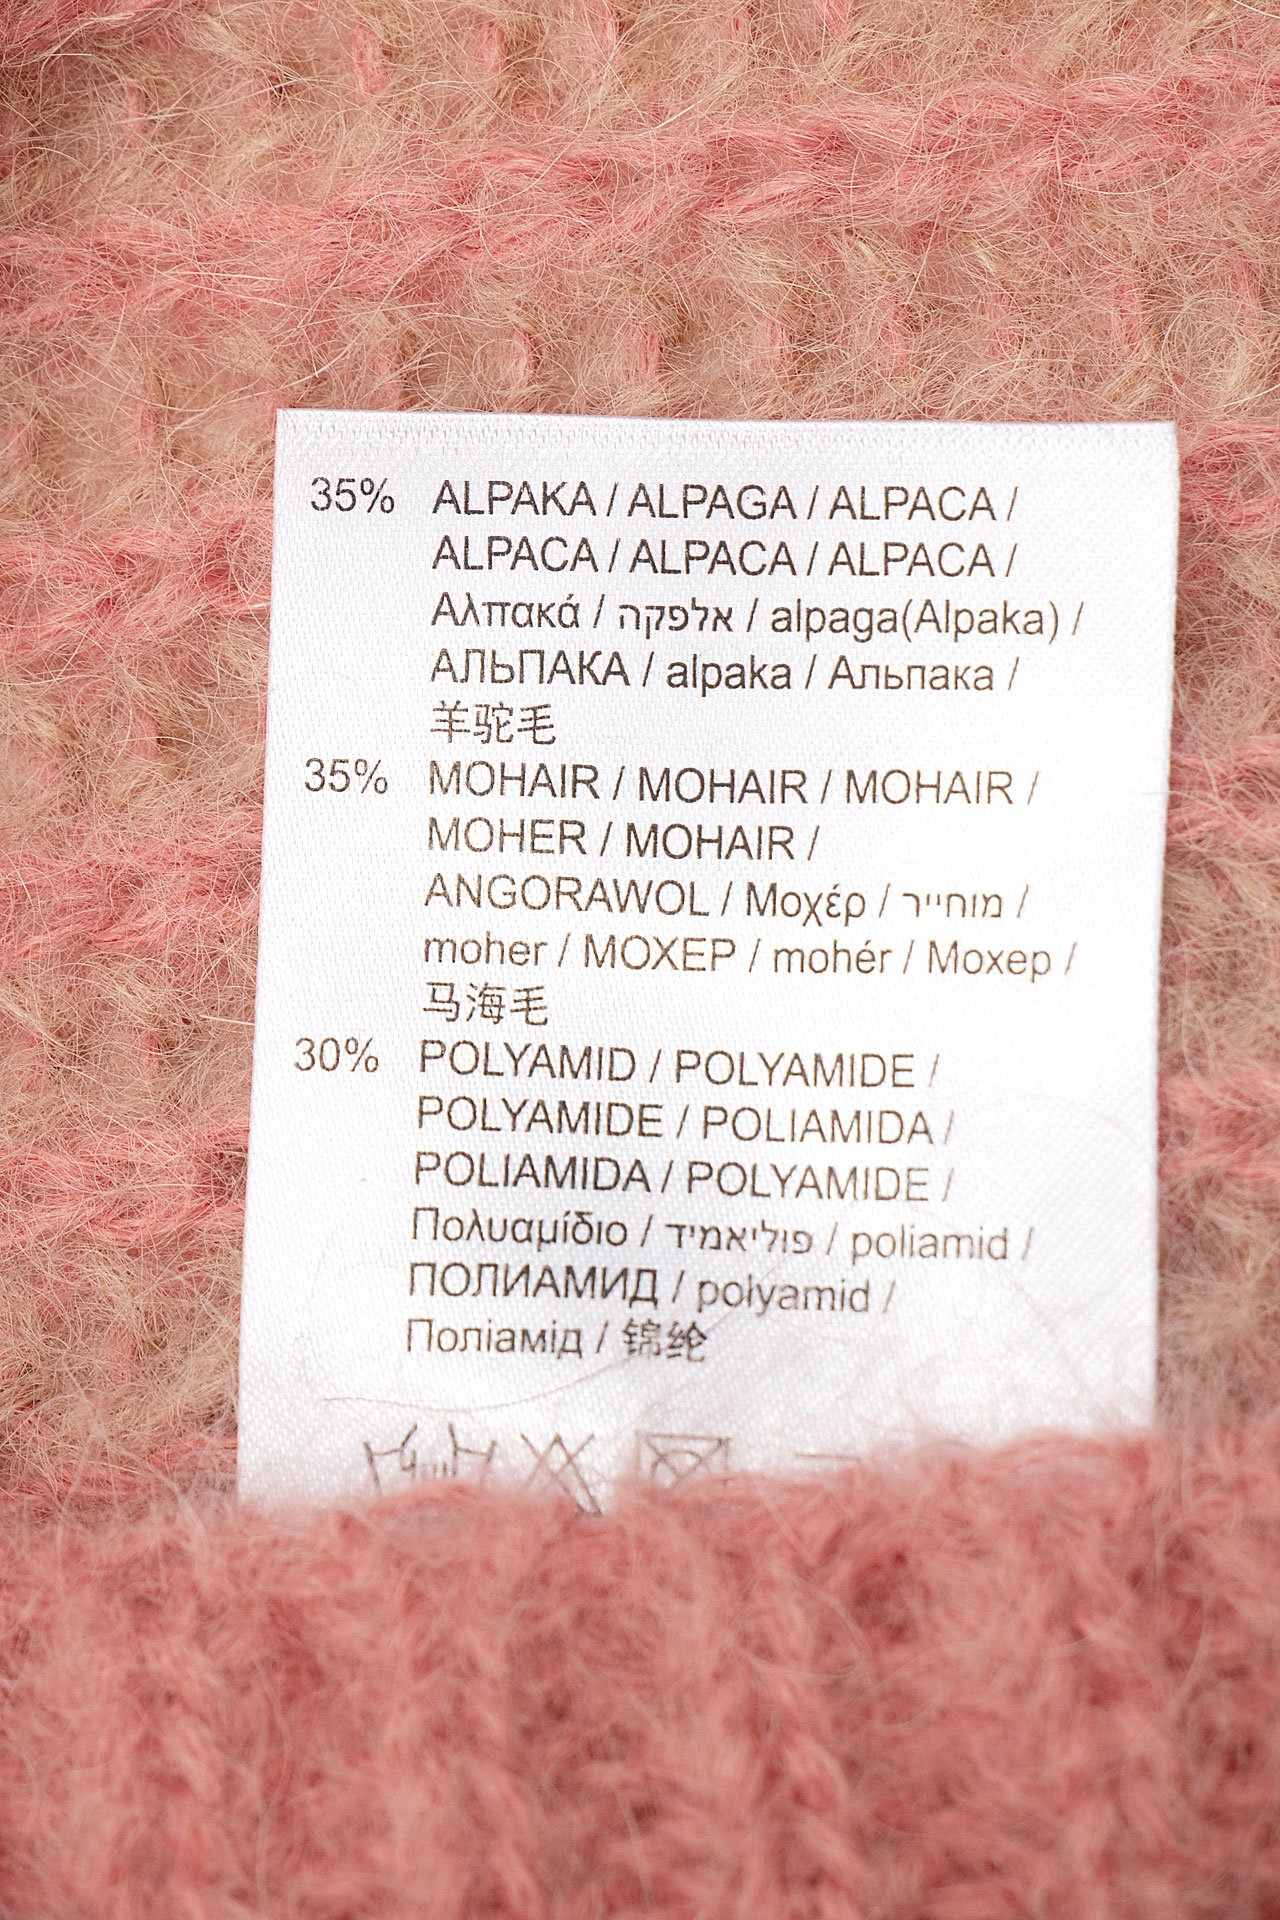 35% ALPAKA / ALPAGA / ALPACA /
ALPACA / ALPACA / ALPACA /
Αλπακά / אלפקה / alpaga(Alpaka) /
АЛЬПАКА / alpaka / Альпака /
羊驼毛
35% MOHAIR / MOHAIR / MOHAIR /
MOHER / MOHAIR /
ANGORAWOL / Μοχέρ / מוחייר /
moher / МОХЕР / mohér / Мохер /
马海毛
30% POLYAMID / POLYAMIDE /
POLYAMIDE / POLIAMIDA /
POLIAMIDA / POLYAMIDE /
Πολυαμίδιο / פוליאמיד / poliamid /
ПОЛИАМИД / polyamid /
Поліамід / 锦纶